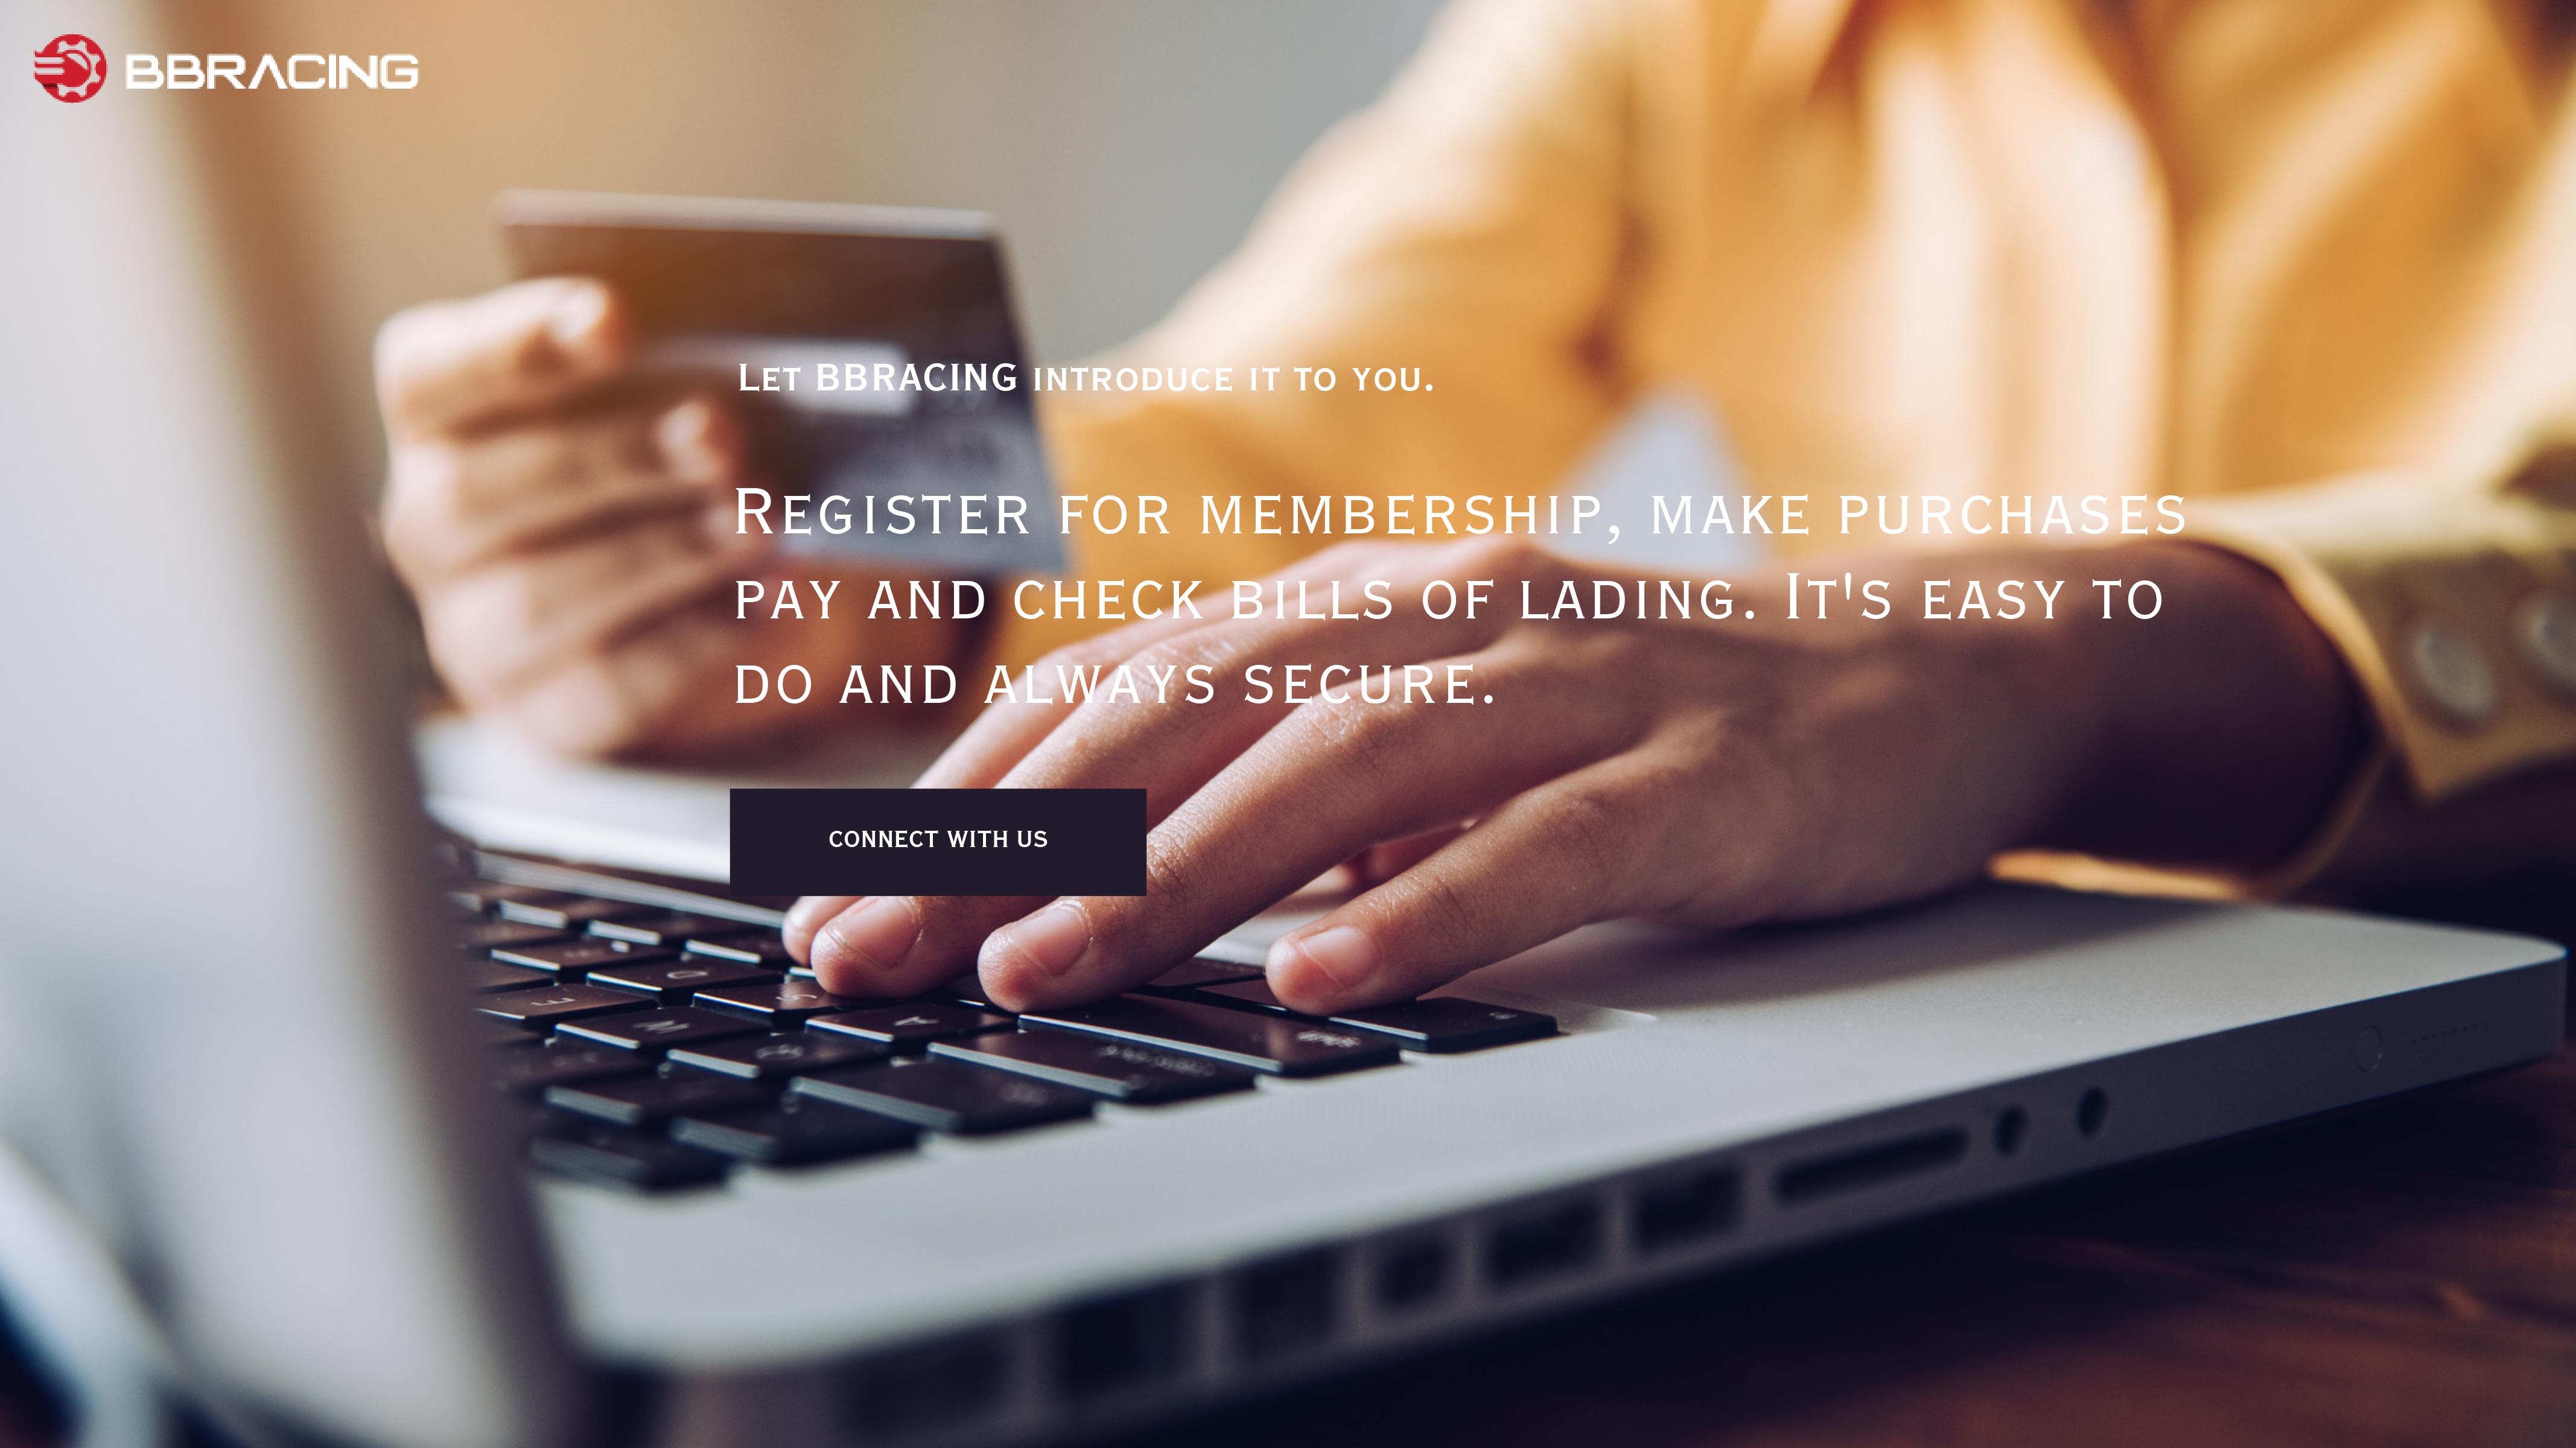 BBRACING
Let BBRACING introduce it to you.
Register for membership, make purchases
pay and check bills of lading. It's easy to
do and always secure.
CONNECT WITH US
D
A
W